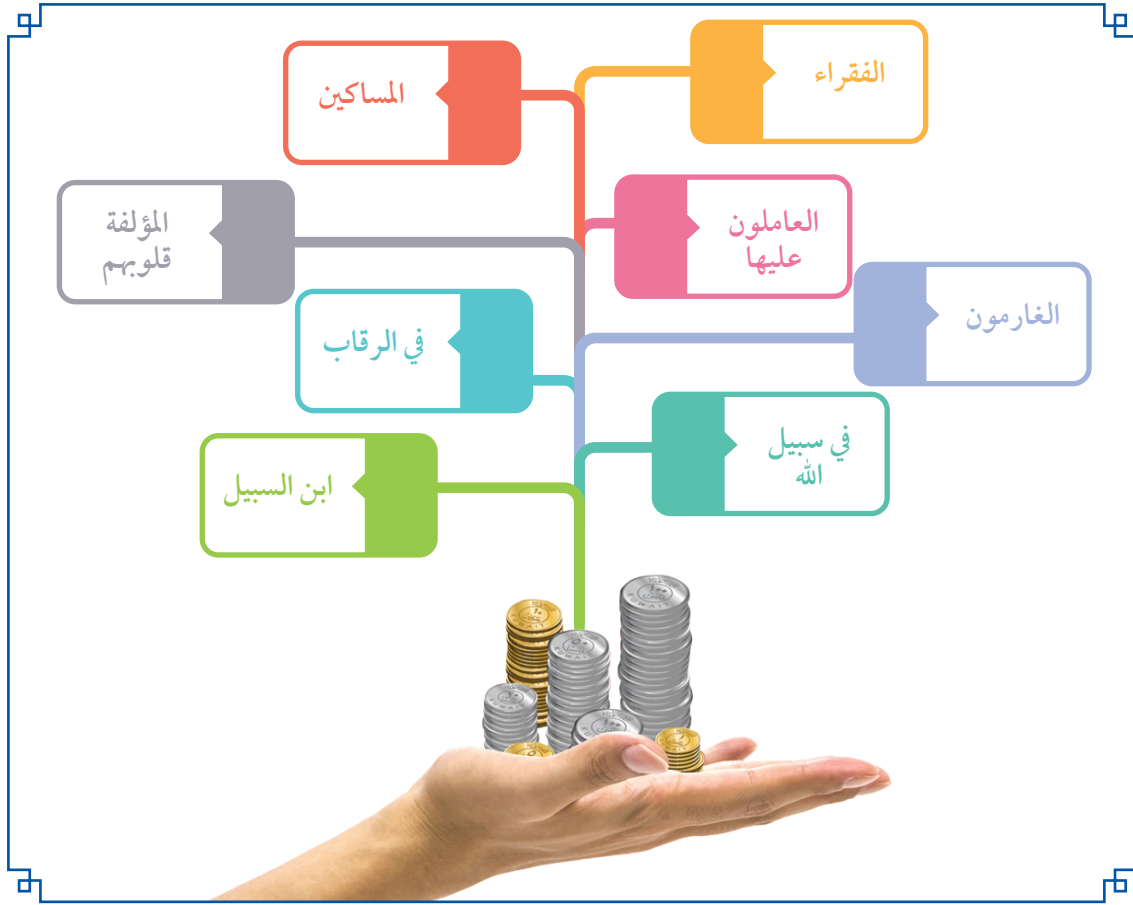 الفقراء
المساكين
العاملون
عليها
المؤلفة
قلوبهم
الغارمون
في الرقاب
في سبيل
الله
ابن السبيل